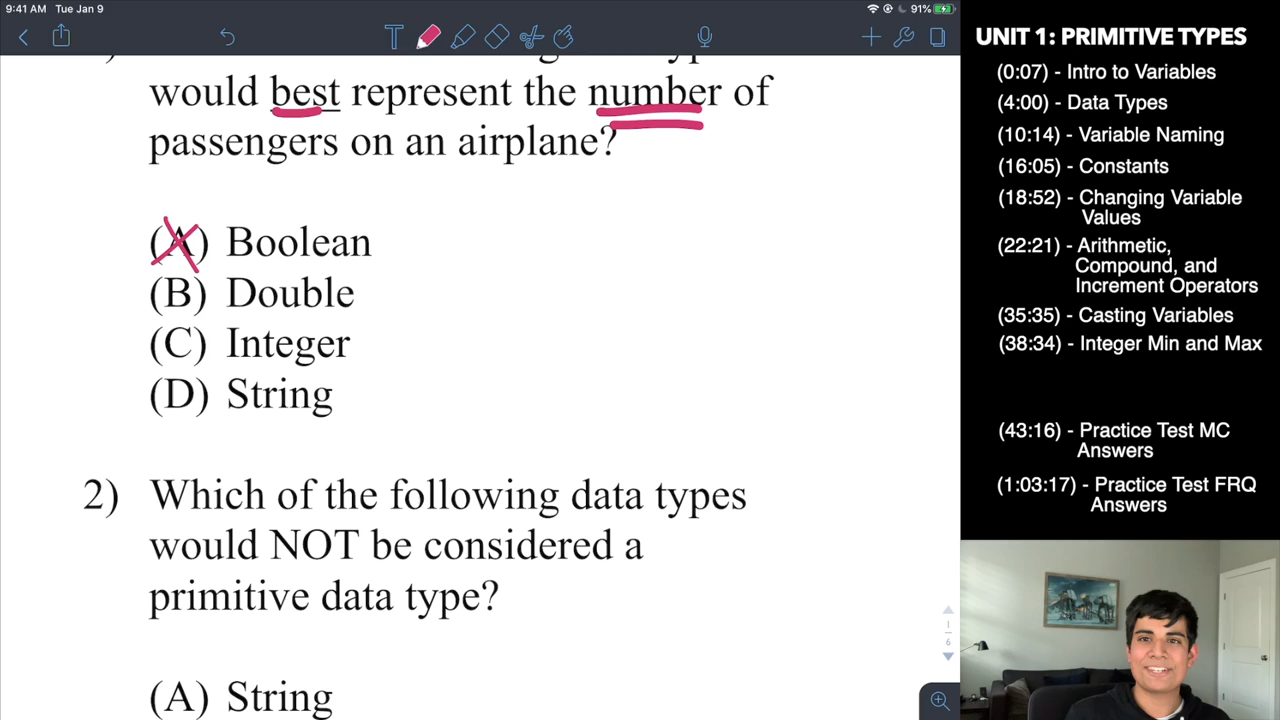 9:41 AM Tue Jan 9
91%
would best represent the number of
passengers on an airplane?
(A) Boolean
(B) Double
(C) Integer
(D) String
2) Which of the following data types
would NOT be considered a
primitive data type?
(A) String
1
6
UNIT 1: PRIMITIVE TYPES
(0:07) - Intro to Variables
(4:00) - Data Types
(10:14) - Variable Naming
(16:05) - Constants
(18:52) - Changing Variable
Values
(22:21) - Arithmetic,
Compound, and
Increment Operators
(35:35) - Casting Variables
(38:34) - Integer Min and Max
(43:16) - Practice Test MC
Answers
(1:03:17) - Practice Test FRQ
Answers